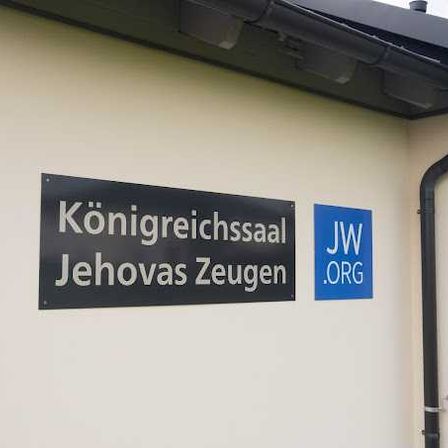 Königreichssaal
Jehovas Zeugen
JW
.ORG